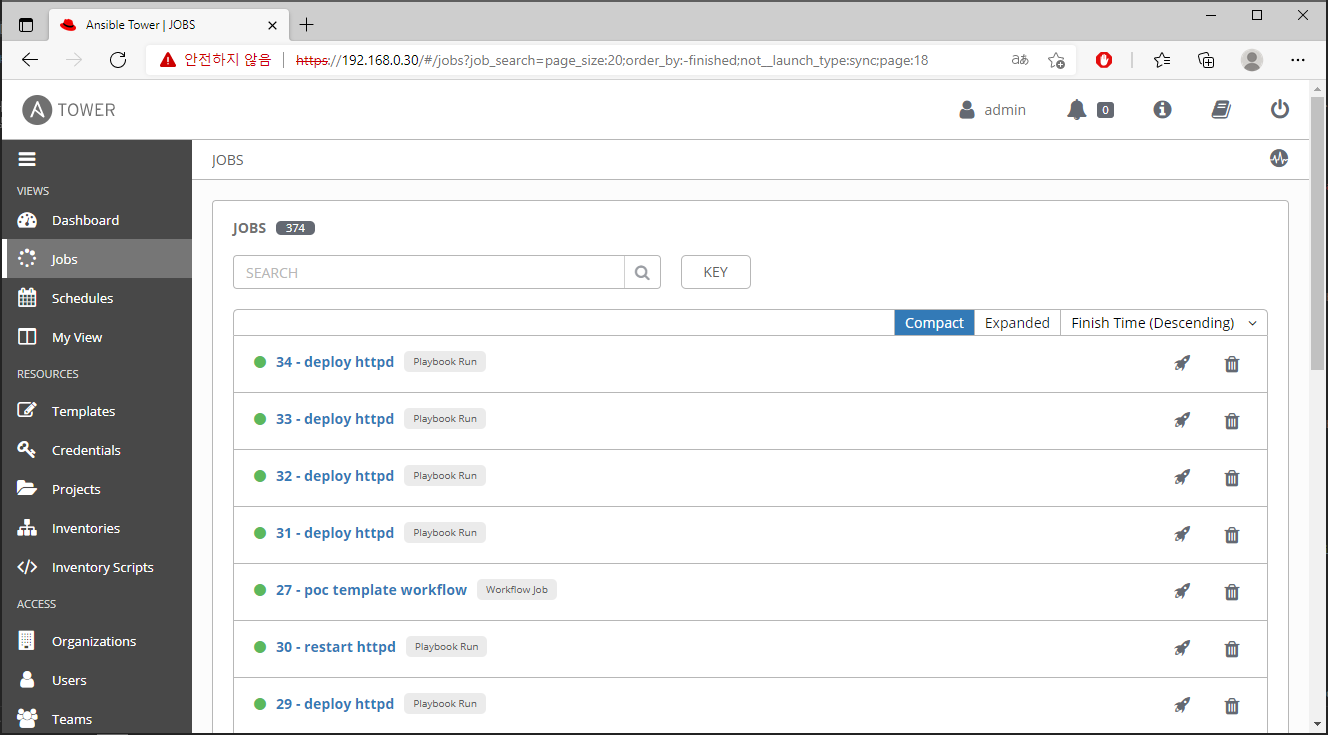 Ansible Tower | JOBS
안전하지 않음 https://192.168.0.30/#/jobs?job_search=page_size:20;order_by:-finished;not__launch_type:sync;page:18 aあ
A TOWER admin 0
VIEWS
Dashboard
Jobs
Schedules
My View
RESOURCES
Templates
Credentials
Projects
Inventories
Inventory Scripts
ACCESS
Organizations
Users
Teams
JOBS
JOBS 374
SEARCH KEY
Compact Expanded Finish Time (Descending)
34 - deploy httpd Playbook Run
33 - deploy httpd Playbook Run
32 - deploy httpd Playbook Run
31 - deploy httpd Playbook Run
27 - poc template workflow Workflow Job
30 - restart httpd Playbook Run
29 - deploy httpd Playbook Run